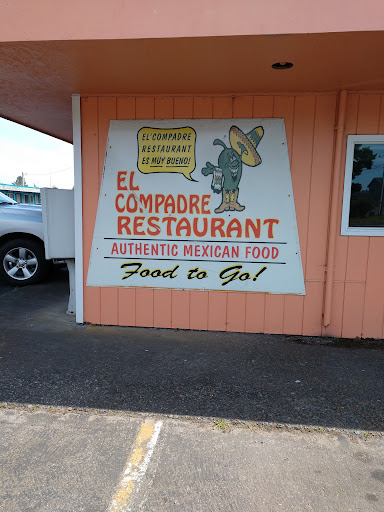 EL COMPADRE
RESTAURANT
ES MUY BUENO!
EL
COMPADRE
RESTAURANT
AUTHENTIC MEXICAN FOOD
Food to Go!